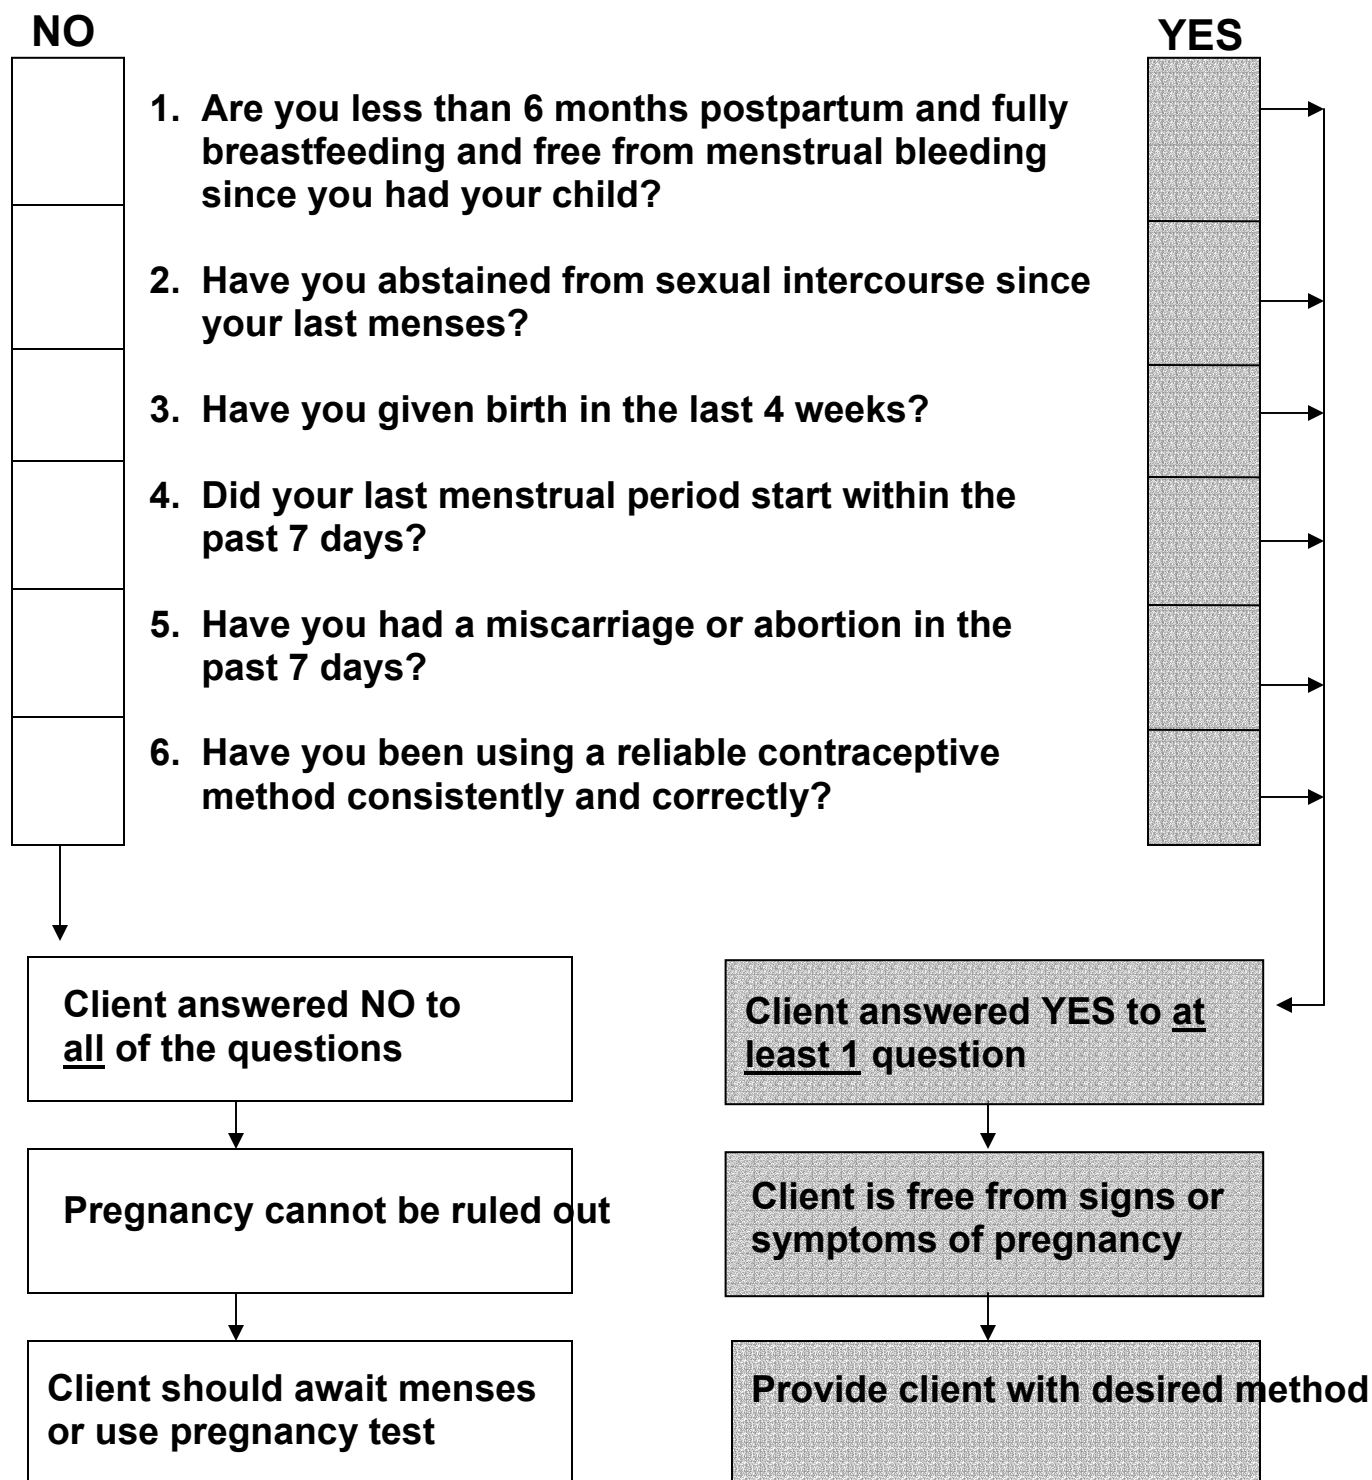 NO
YES
1. Are you less than 6 months postpartum and fully
breastfeeding and free from menstrual bleeding
since you had your child?
2. Have you abstained from sexual intercourse since
your last menses?
3. Have you given birth in the last 4 weeks?
4. Did your last menstrual period start within the
past 7 days?
5. Have you had a miscarriage or abortion in the
past 7 days?
6. Have you been using a reliable contraceptive
method consistently and correctly?
Client answered NO to
all of the questions
Pregnancy cannot be ruled out
Client should await menses
or use pregnancy test
Client answered YES to at
least 1 question
Client is free from signs or
symptoms of pregnancy
Provide client with desired method